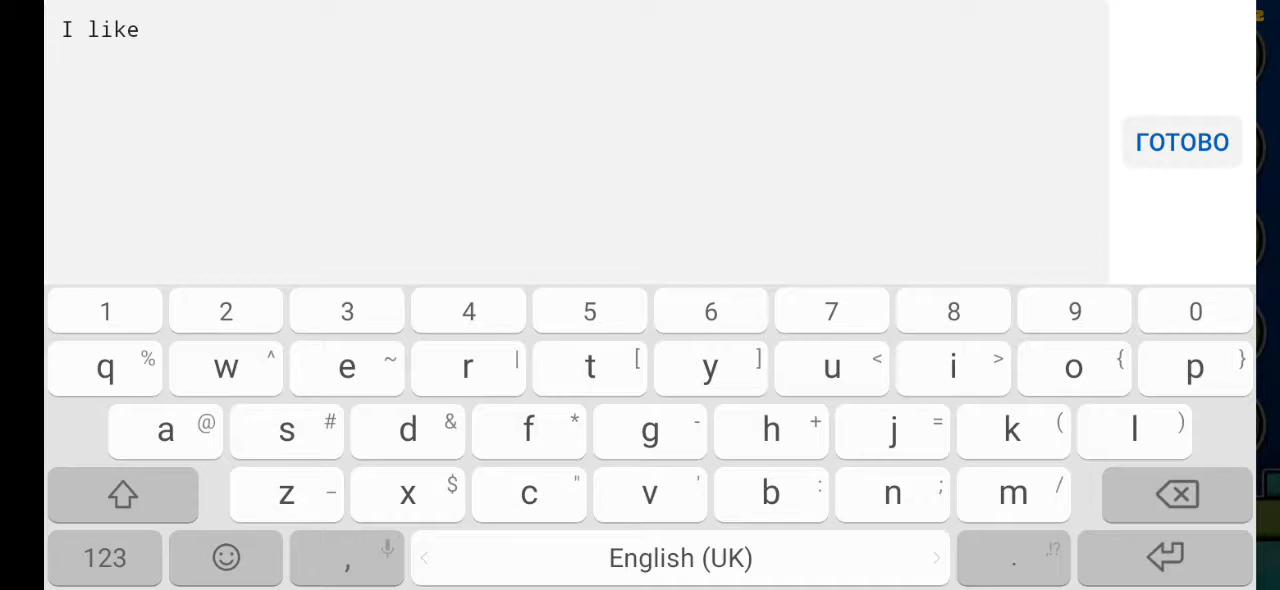 I like
ГОТОВО
1 2 3 4 5 6 7 8 9 0
q % w ^ e ~ r | t [ y ] u < i > o { p }
a @ s # d & f * g - h + j = k ( l )
z _ x $ c " v ' b : n ; m /
123 , English (UK) . ,!?